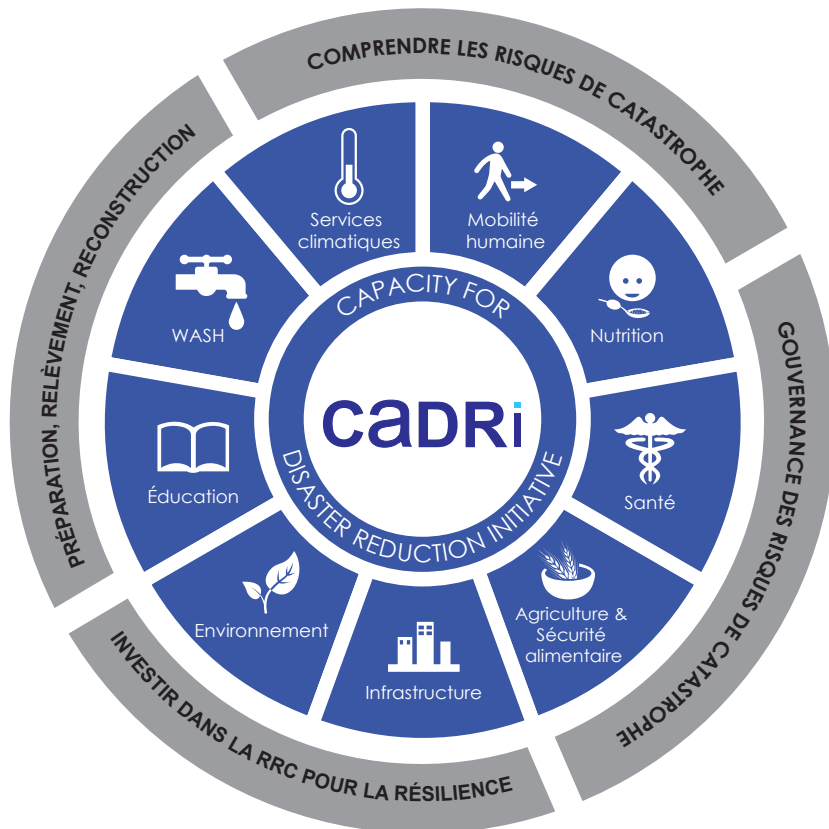 COMPRENDRE LES RISQUES DE CATASTROPHE
GOUVERNANCE DES RISQUES DE CATASTROPHE
INVESTIR DANS LA RRC POUR LA RÉSILIENCE
PRÉPARATION, RELÈVEMENT, RECONSTRUCTION
Services
climatiques
Mobilité
humaine
Nutrition
Santé
Agriculture &
Sécurité
alimentaire
Infrastructure
Environnement
Éducation
WASH
CAPACITY FOR
CADRi
DISASTER REDUCTION INITIATIVE